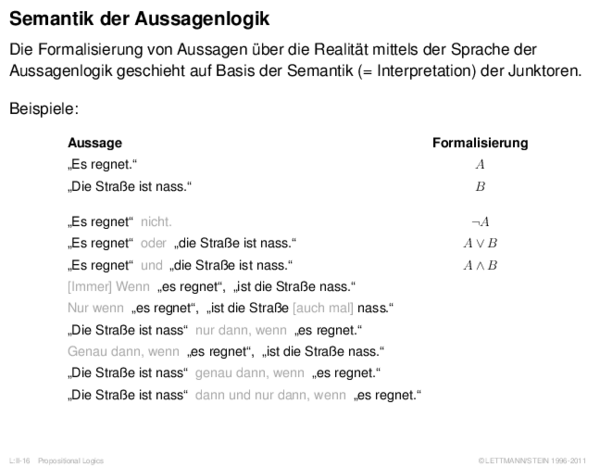 Semantik der Aussagenlogik
Die Formalisierung von Aussagen über die Realität mittels der Sprache der
Aussagenlogik geschieht auf Basis der Semantik (= Interpretation) der Junktoren.
Beispiele:
Aussage Formalisierung
„Es regnet.“ A
„Die Straße ist nass.“ B
„Es regnet“ nicht. ¬A
„Es regnet“ oder „die Straße ist nass.“ A ∨ B
„Es regnet“ und „die Straße ist nass.“ A ∧ B
[Immer] Wenn „es regnet“, „ist die Straße nass.“
Nur wenn „es regnet“, „ist die Straße [auch mal] nass.“
„Die Straße ist nass“ nur dann, wenn „es regnet.“
Genau dann, wenn „es regnet“, „ist die Straße nass.“
„Die Straße ist nass“ genau dann, wenn „es regnet.“
„Die Straße ist nass“ dann und nur dann, wenn „es regnet.“
L:II-16 Propositional Logics ©LETTMANN/STEIN 1996-2011